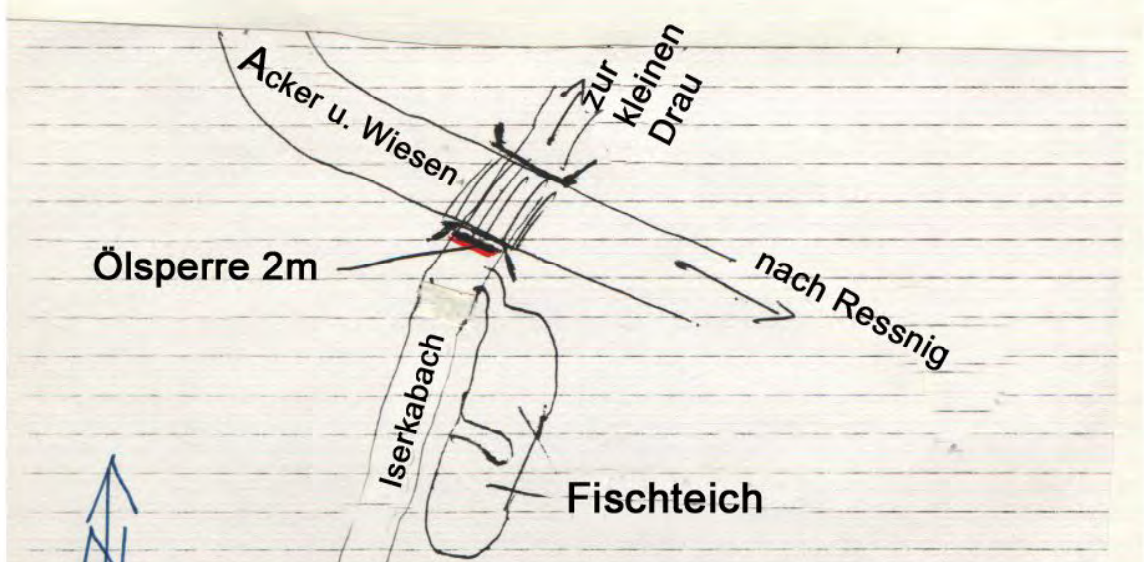 Acker u. Wiesen
zur
kleinen
Drau
Ölsperre 2m
nach Ressnig
Iserkabach
Fischteich
N